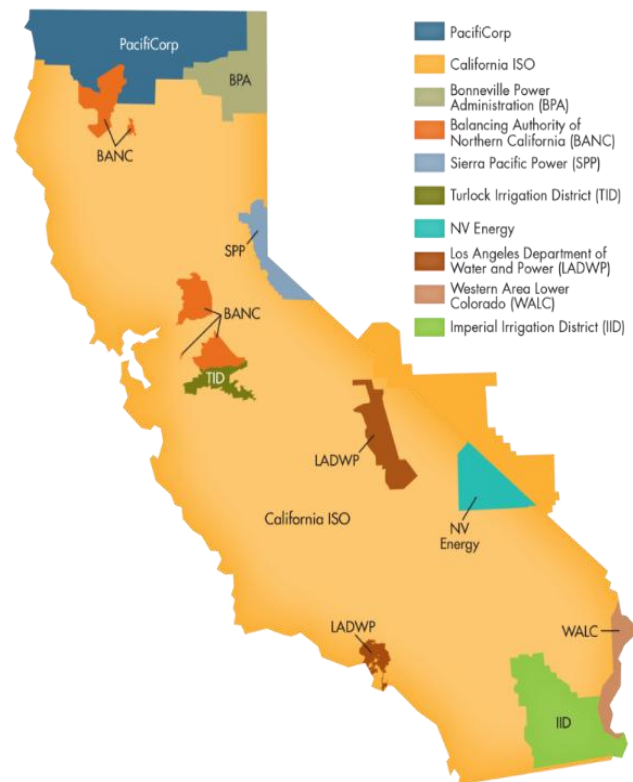 PacifiCorp
BPA
BANC
SPP
BANC
TID
LADWP
California ISO
NV
Energy
LADWP
WALC
IID
PacifiCorp
California ISO
Bonneville Power
Administration (BPA)
Balancing Authority of
Northern California (BANC)
Sierra Pacific Power (SPP)
Turlock Irrigation District (TID)
NV Energy
Los Angeles Department of
Water and Power (LADWP)
Western Area Lower
Colorado (WALC)
Imperial Irrigation District (IID)